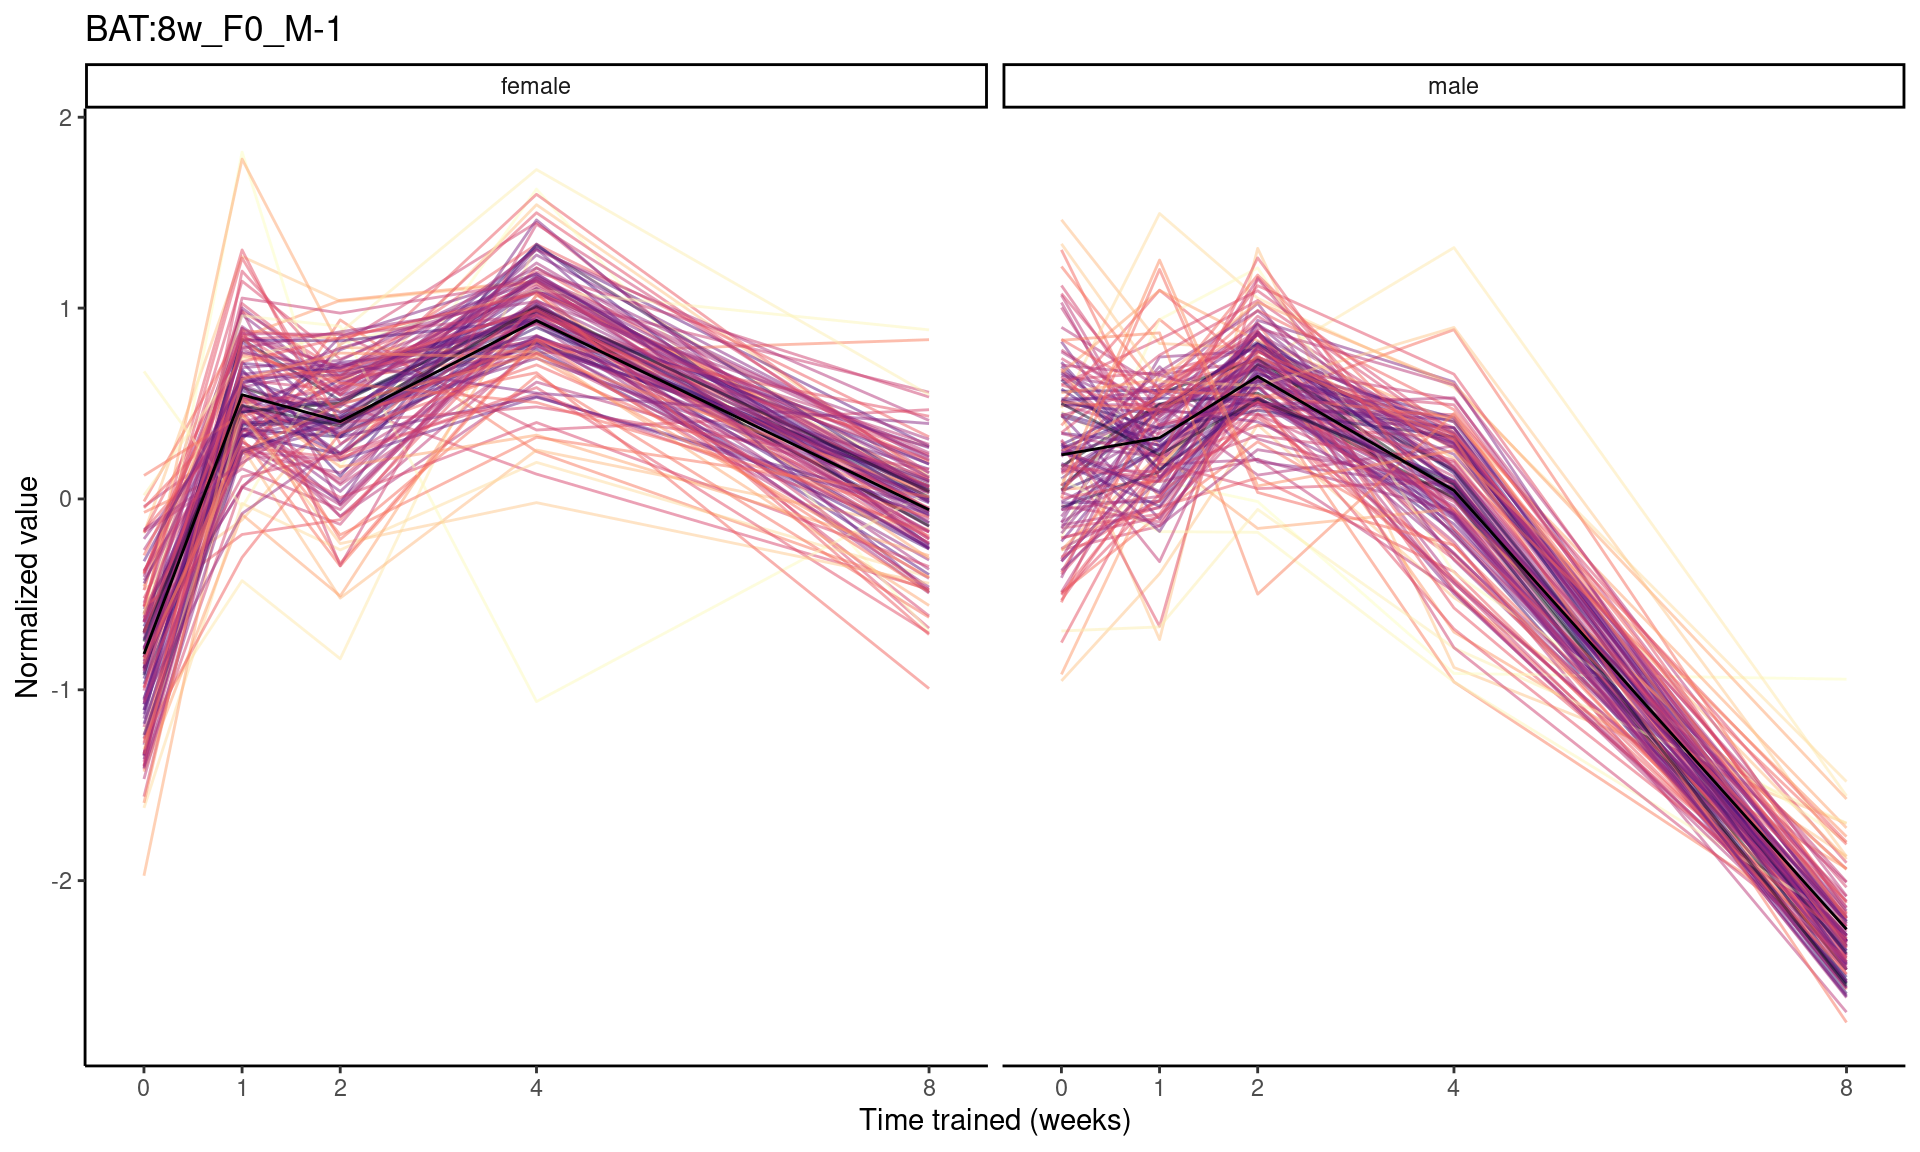 BAT:8w_F0_M-1
female
male
2
1
0
-1
-2
Normalized value
0 1 2 4 8
0 1 2 4 8
Time trained (weeks)